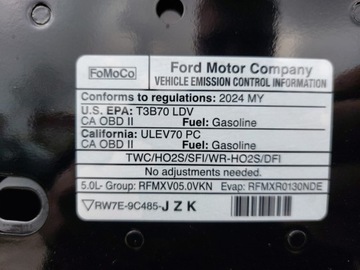 FoMoCo
Ford Motor Company
VEHICLE EMISSION CONTROL INFORMATION
Conforms to regulations: 2024 MY
U.S. EPA: T3B70 LDV
CA OBD II Fuel: Gasoline
California: ULEV70 PC
CA OBD II Fuel: Gasoline
TWC/HO2S/SFI/WR-HO2S/DFI
No adjustments needed.
5.0L- Group: RFMXV05.0VKN Evap: RFMXR0130NDE
▽RW7E-9C485-J Z K